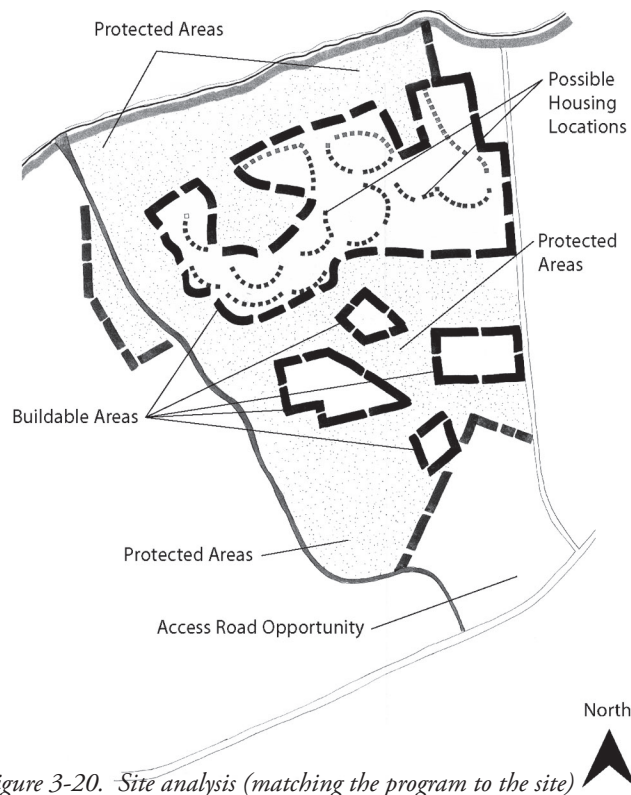 Protected Areas
Possible
Housing
Locations
Protected
Areas
Buildable Areas
Protected Areas
Access Road Opportunity
North
igure 3-20. Site analysis (matching the program to the site)